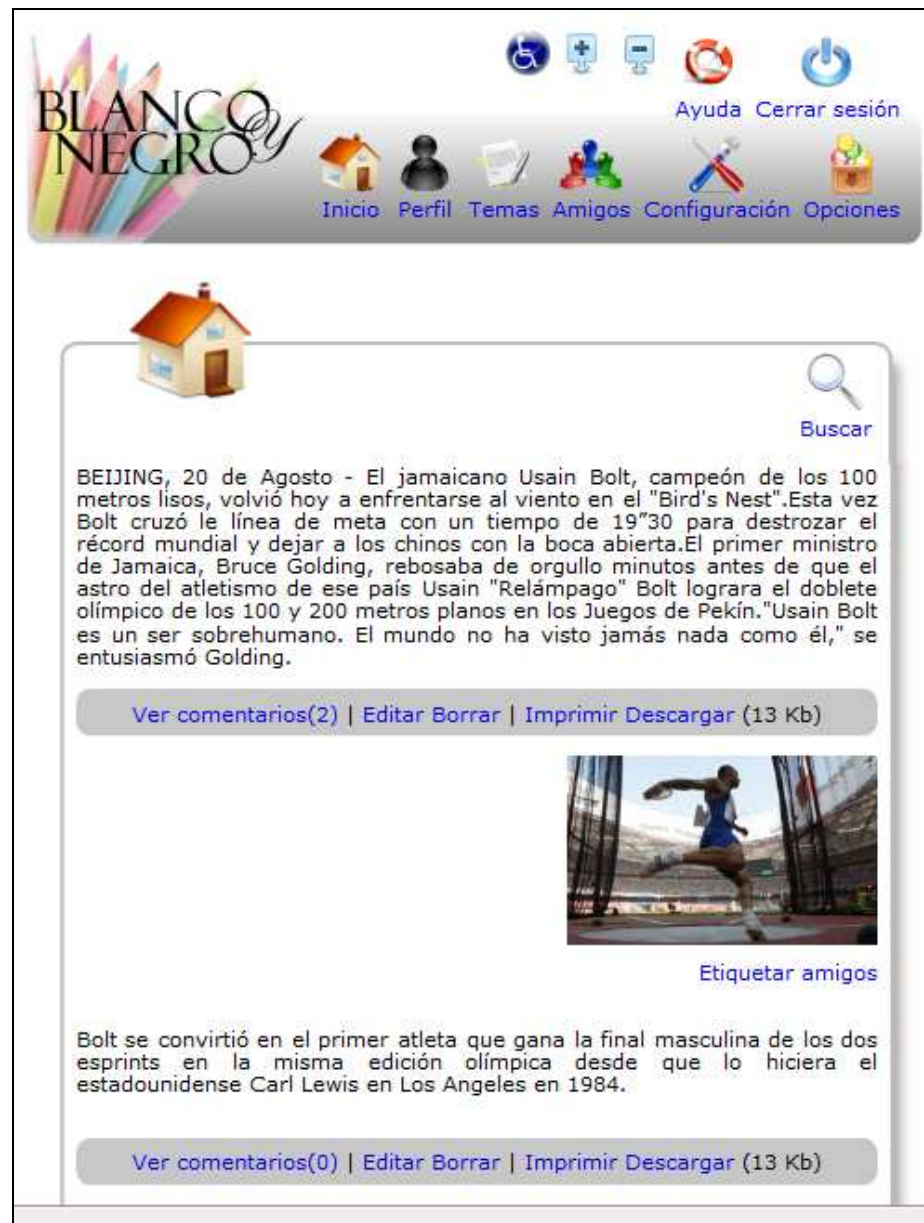 BLANCO Y
NEGRO
Ayuda Cerrar sesión
Inicio Perfil Temas Amigos Configuración Opciones
Buscar
BEIJING, 20 de Agosto - El jamaicano Usain Bolt, campeón de los 100
metros lisos, volvió hoy a enfrentarse al viento en el "Bird's Nest".Esta vez
Bolt cruzó le línea de meta con un tiempo de 19”30 para destrozar el
récord mundial y dejar a los chinos con la boca abierta.El primer ministro
de Jamaica, Bruce Golding, rebosaba de orgullo minutos antes de que el
astro del atletismo de ese país Usain "Relámpago" Bolt lograra el doblete
olímpico de los 100 y 200 metros planos en los Juegos de Pekín."Usain Bolt
es un ser sobrehumano. El mundo no ha visto jamás nada como él," se
entusiasmó Golding.
Ver comentarios(2) | Editar Borrar | Imprimir Descargar (13 Kb)
Etiquetar amigos
Bolt se convirtió en el primer atleta que gana la final masculina de los dos
esprints en la misma edición olímpica desde que lo hiciera el
estadounidense Carl Lewis en Los Angeles en 1984.
Ver comentarios(0) | Editar Borrar | Imprimir Descargar (13 Kb)